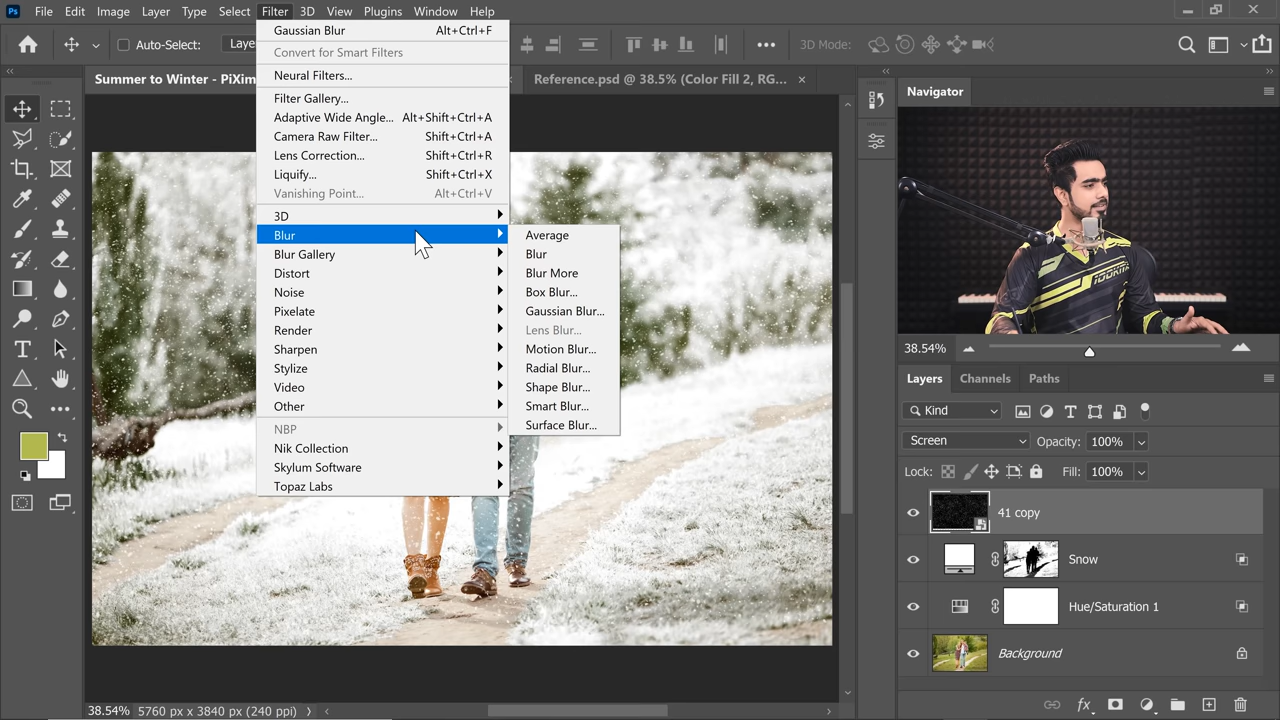 Ps File Edit Image Layer Type Select Filter 3D View Plugins Window Help
Auto-Select: Laye 3D Mode:
Summer to Winter - PiXim
Reference.psd @ 38.5% (Color Fill 2, RG...
Gaussian Blur Alt+Ctrl+F
Convert for Smart Filters
Neural Filters...
Filter Gallery...
Adaptive Wide Angle... Alt+Shift+Ctrl+A
Camera Raw Filter... Shift+Ctrl+A
Lens Correction... Shift+Ctrl+R
Liquify... Shift+Ctrl+X
Vanishing Point... Alt+Ctrl+V
3D
Blur
Blur Gallery
Distort
Noise
Pixelate
Render
Sharpen
Stylize
Video
Other
NBP
Nik Collection
Skylum Software
Topaz Labs
Average
Blur
Blur More
Box Blur...
Gaussian Blur...
Lens Blur...
Motion Blur...
Radial Blur...
Shape Blur...
Smart Blur...
Surface Blur...
Navigator
38.54%
Layers Channels Paths
Kind
Screen Opacity: 100%
Lock: Fill: 100%
41 copy
Snow
Hue/Saturation 1
Background
38.54% 5760 px x 3840 px (240 ppi)
fx